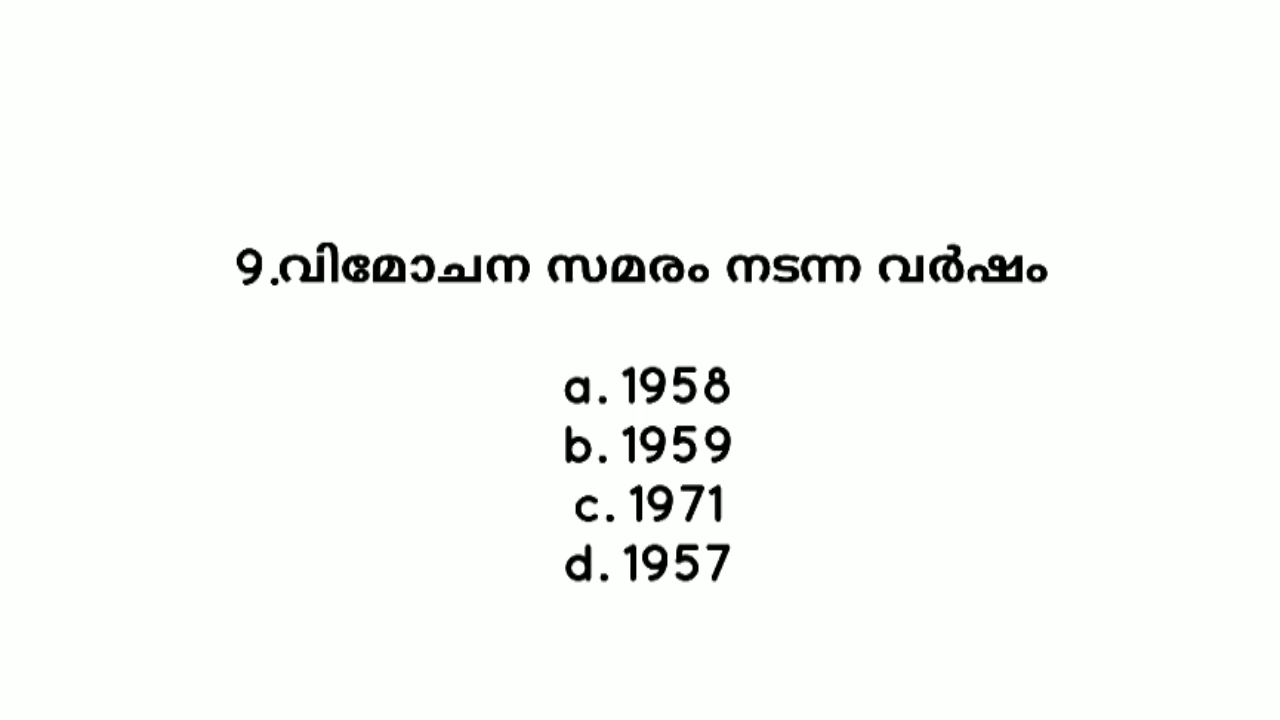 9.വിമോചന സമരം നടന്ന വർഷം
a. 1958
b. 1959
c. 1971
d. 1957